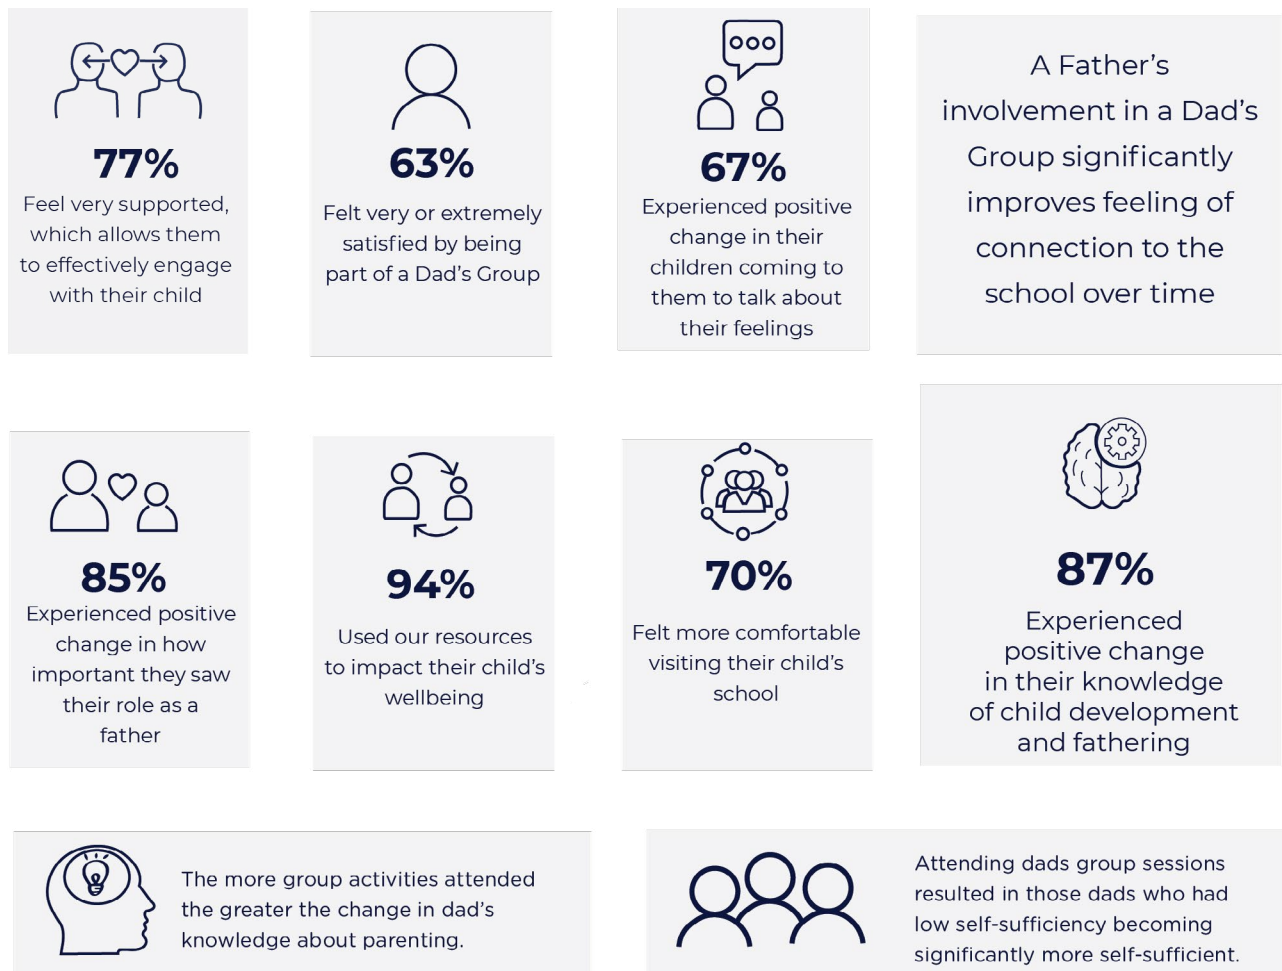 77%
Feel very supported,
which allows them
to effectively engage
with their child
63%
Felt very or extremely
satisfied by being
part of a Dad's Group
67%
Experienced positive
change in their
children coming to
them to talk about
their feelings
A Father's
involvement in a Dad's
Group significantly
improves feeling of
connection to the
school over time
85%
Experienced positive
change in how
important they saw
their role as a
father
94%
Used our resources
to impact their child's
wellbeing
70%
Felt more comfortable
visiting their child's
school
87%
Experienced
positive change
in their knowledge
of child development
and fathering
The more group activities attended
the greater the change in dad's
knowledge about parenting.
Attending dads group sessions
resulted in those dads who had
low self-sufficiency becoming
significantly more self-sufficient.